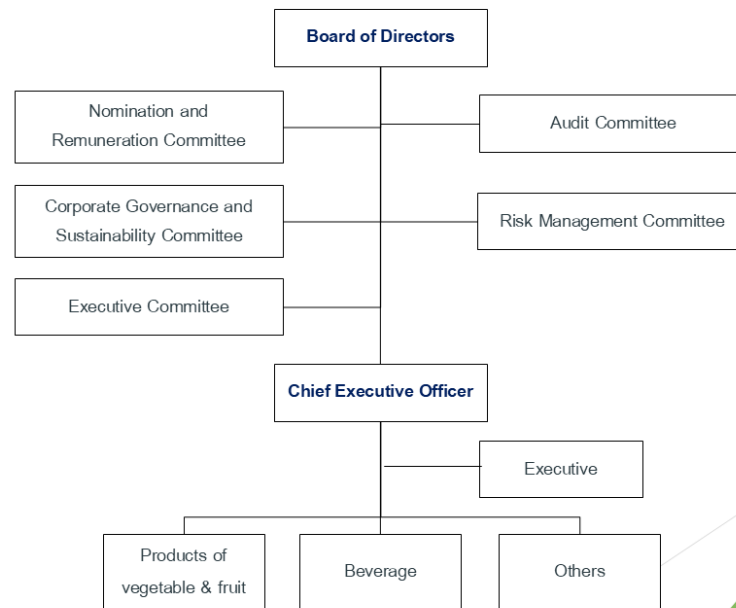 Board of Directors
Nomination and
Remuneration Committee
Audit Committee
Corporate Governance and
Sustainability Committee
Risk Management Committee
Executive Committee
Chief Executive Officer
Executive
Products of
vegetable & fruit
Beverage
Others